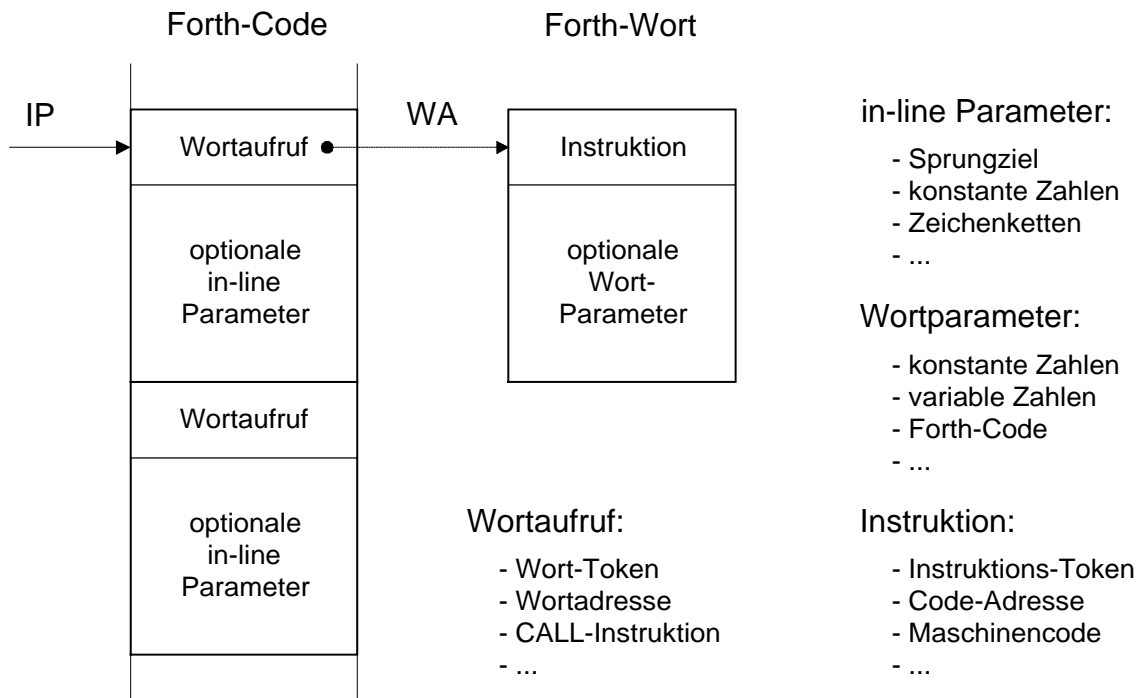 Forth-Code
Forth-Wort
IP
WA
Wortaufruf
Instruktion
optionale
in-line
Parameter
optionale
Wort-
Parameter
Wortaufruf
optionale
in-line
Parameter
in-line Parameter:
- Sprungziel
- konstante Zahlen
- Zeichenketten
- ...
Wortparameter:
- konstante Zahlen
- variable Zahlen
- Forth-Code
- ...
Wortaufruf:
- Wort-Token
- Wortadresse
- CALL-Instruktion
- ...
Instruktion:
- Instruktions-Token
- Code-Adresse
- Maschinencode
- ...